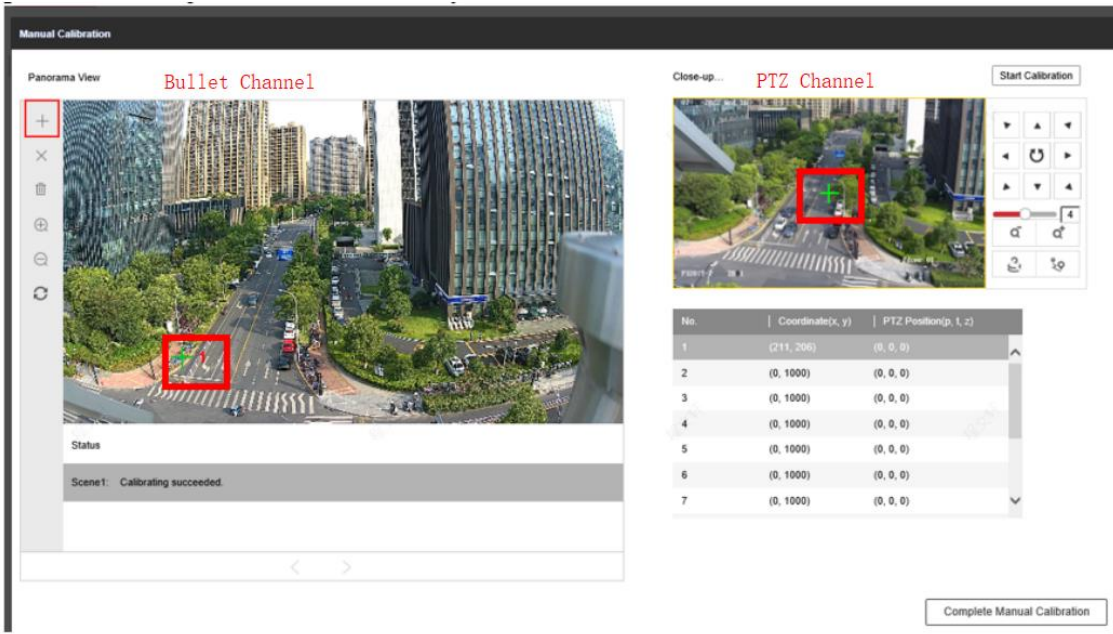 Manual Calibration
Panorama View
Bullet Channel
Close-up...
PTZ Channel
Start Calibration
4
1
No. Coordinate(x, y) PTZ Position(p, t, z)
1 (211, 206) (0, 0, 0)
2 (0, 1000) (0, 0, 0)
3 (0, 1000) (0, 0, 0)
4 (0, 1000) (0, 0, 0)
5 (0, 1000) (0, 0, 0)
6 (0, 1000) (0, 0, 0)
7 (0, 1000) (0, 0, 0)
Status
Scene1: Calibrating succeeded.
Complete Manual Calibration